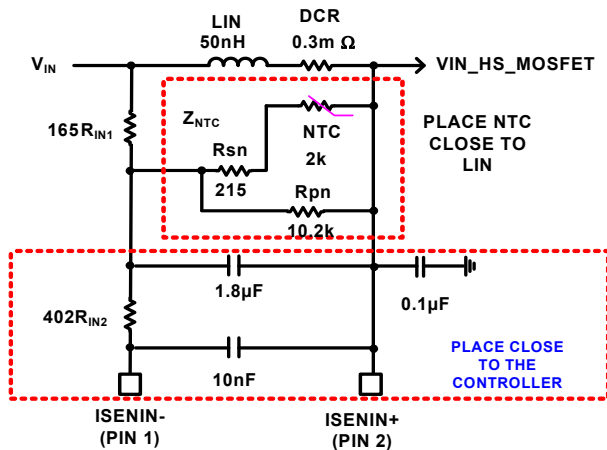 LIN
50nH
DCR
0.3m Ω
VIN
VIN_HS_MOSFET
165RIN1
ZNTC
NTC
2k
Rsn
215
Rpn
10.2k
PLACE NTC
CLOSE TO
LIN
1.8µF
0.1µF
402RIN2
10nF
PLACE CLOSE
TO THE
CONTROLLER
ISENIN-
(PIN 1)
ISENIN+
(PIN 2)